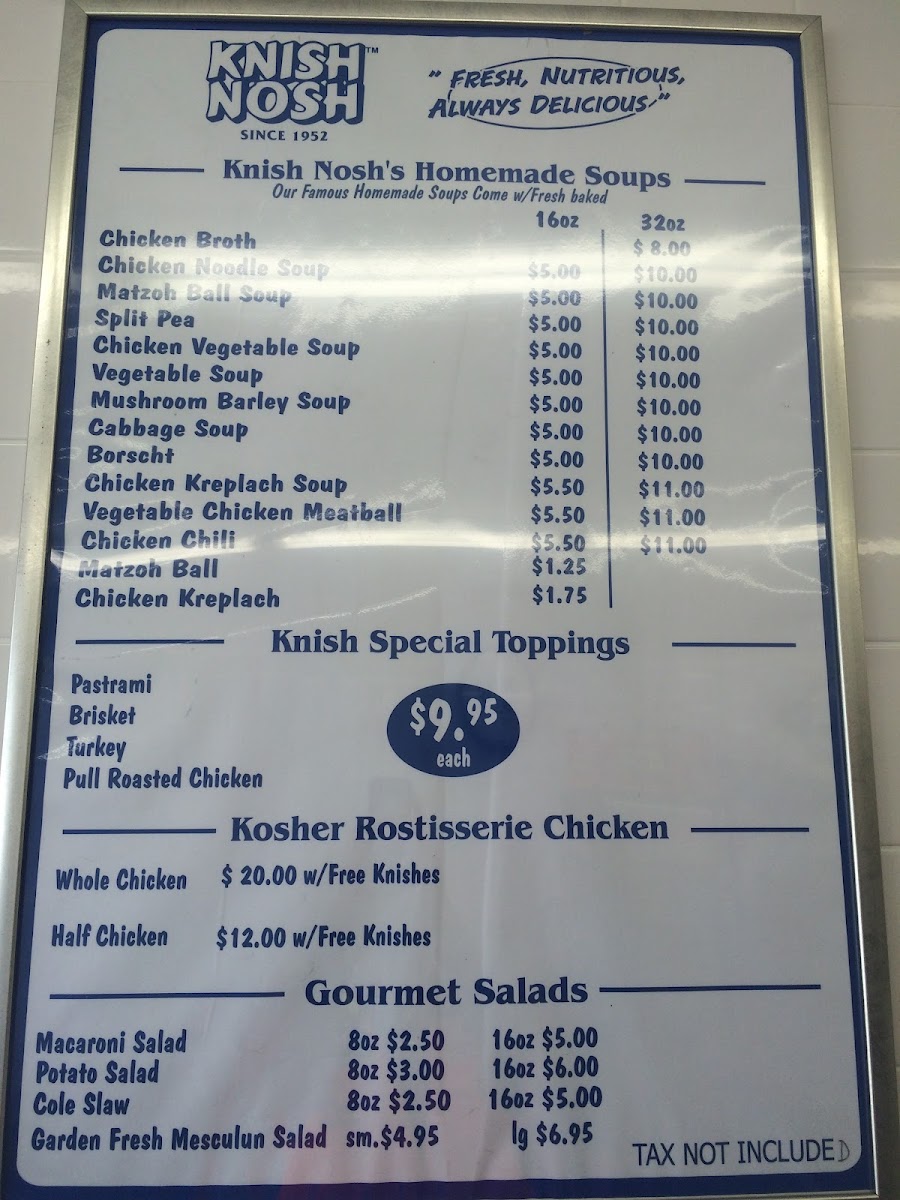 KNISH™
NOSH
SINCE 1952
"FRESH, NUTRITIOUS,
ALWAYS DELICIOUS"
Knish Nosh's Homemade Soups
Our Famous Homemade Soups Come w/Fresh baked
16oz 32oz
Chicken Broth $ 8.00
Chicken Noodle Soup $5.00 $10.00
Matzoh Ball Soup $5.00 $10.00
Split Pea $5.00 $10.00
Chicken Vegetable Soup $5.00 $10.00
Vegetable Soup $5.00 $10.00
Mushroom Barley Soup $5.00 $10.00
Cabbage Soup $5.00 $10.00
Borscht $5.00 $10.00
Chicken Kreplach Soup $5.50 $11.00
Vegetable Chicken Meatball $5.50 $11.00
Chicken Chili $5.50 $11.00
Matzoh Ball $1.25
Chicken Kreplach $1.75
Knish Special Toppings
Pastrami
Brisket
Turkey
Pull Roasted Chicken
$9.95
each
Kosher Rostisserie Chicken
Whole Chicken $ 20.00 w/Free Knishes
Half Chicken $12.00 w/Free Knishes
Gourmet Salads
Macaroni Salad 8oz $2.50 16oz $5.00
Potato Salad 8oz $3.00 16oz $6.00
Cole Slaw 8oz $2.50 16oz $5.00
Garden Fresh Mesculun Salad sm.$4.95 lg $6.95
TAX NOT INCLUDED